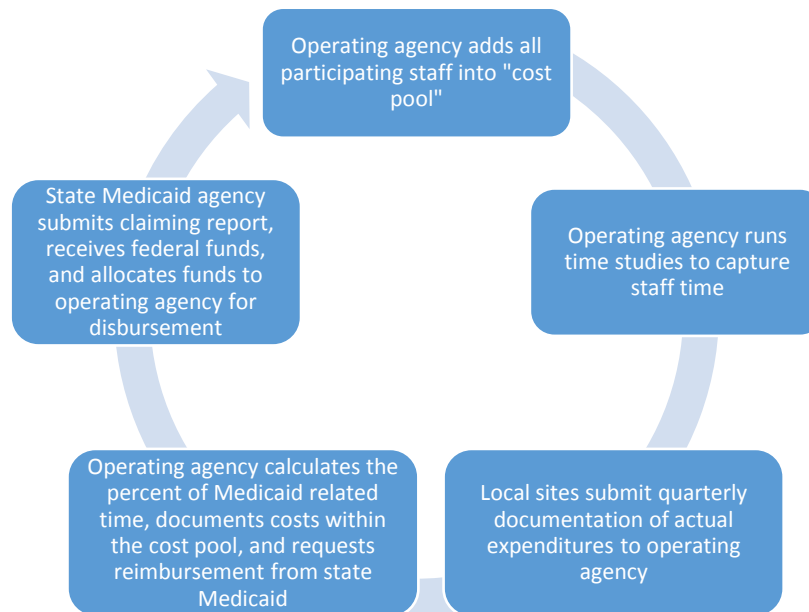 Operating agency adds all
participating staff into "cost
pool"
Operating agency runs
time studies to capture
staff time
Local sites submit quarterly
documentation of actual
expenditures to operating
agency
Operating agency calculates the
percent of Medicaid related
time, documents costs within
the cost pool, and requests
reimbursement from state
Medicaid
State Medicaid agency
submits claiming report,
receives federal funds,
and allocates funds to
operating agency for
disbursement